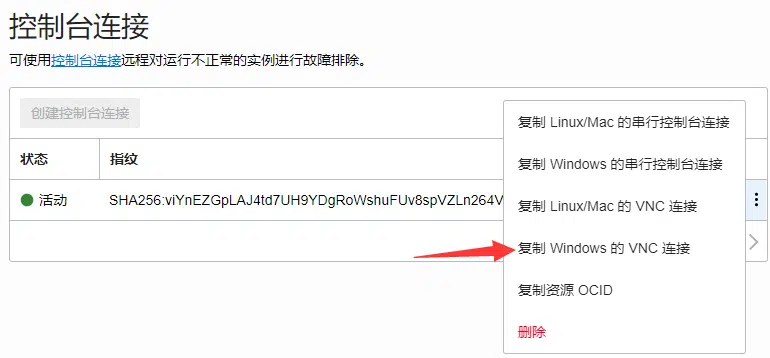 控制台连接
可使用控制台连接远程对运行不正常的实例进行故障排除。
创建控制台连接
状态
指纹
活动
SHA256:viYnEZGpLAJ4td7UH9YDgRoWshuFUv8spVZLn264V
复制 Linux/Mac 的串行控制台连接
复制 Windows 的串行控制台连接
复制 Linux/Mac 的 VNC 连接
复制 Windows 的 VNC 连接
复制资源 OCID
删除